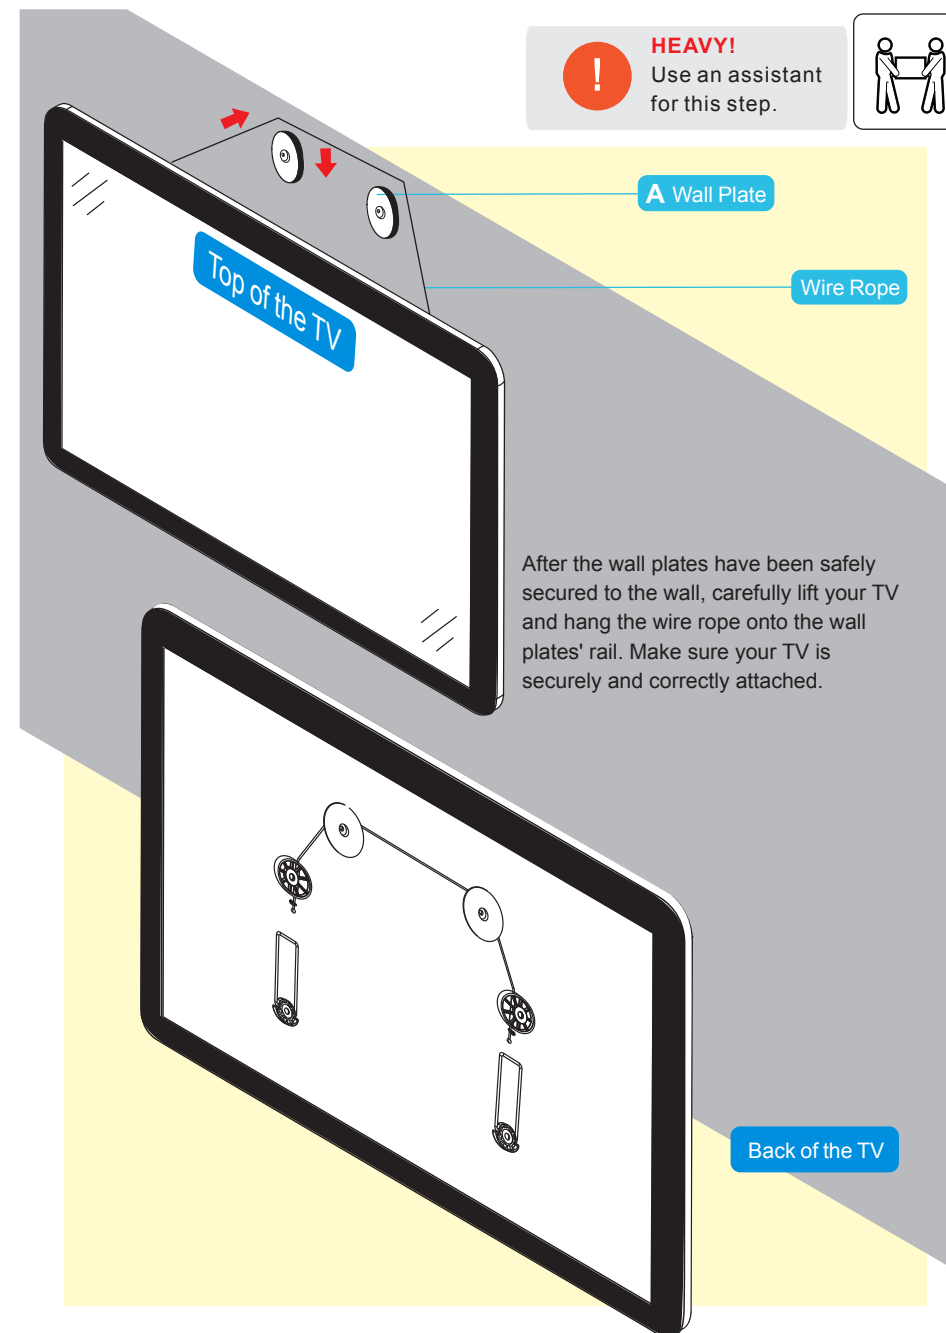 HEAVY!
Use an assistant
for this step.
!
A Wall Plate
Wire Rope
Top of the TV
After the wall plates have been safely
secured to the wall, carefully lift your TV
and hang the wire rope onto the wall
plates' rail. Make sure your TV is
securely and correctly attached.
Back of the TV